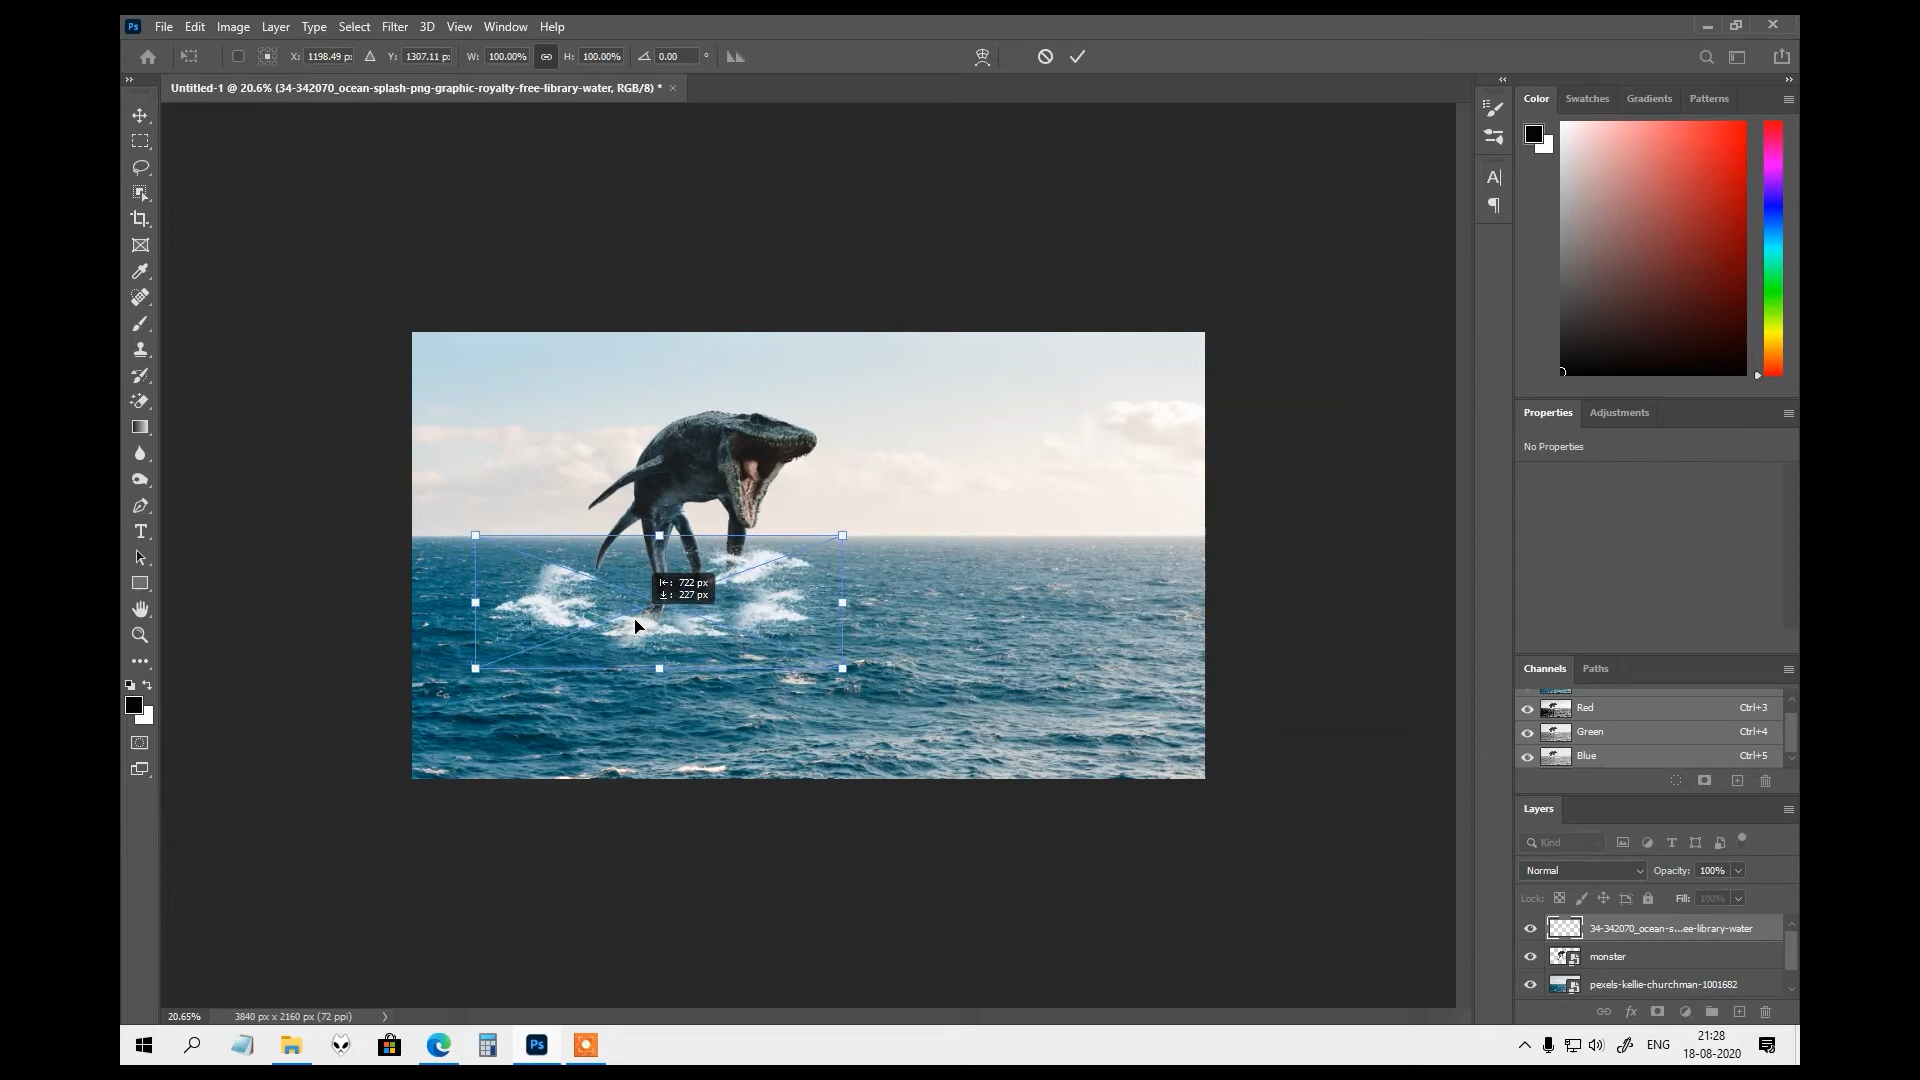 Ps File Edit Image Layer Type Select Filter 3D View Window Help
X: 1198.49 p: Y: 1307.11 p: W: 100.00% H: 100.00% 0.00 °
Untitled-1 @ 20.6% (34-342070_ocean-splash-png-graphic-royalty-free-library-water, RGB/8) * ×
Color Swatches Gradients Patterns
Properties Adjustments
No Properties
: 722 px
: 227 px
Channels Paths
Red Ctrl+3
Green Ctrl+4
Blue Ctrl+5
Layers
Kind
Normal Opacity: 100%
Lock: Fill: 100%
34-342070_ocean-s...ee-library-water
monster
pexels-kellie-churchman-1001682
fx
20.65% 3840 px x 2160 px (72 ppi)
Ps
ENG
21:28
18-08-2020